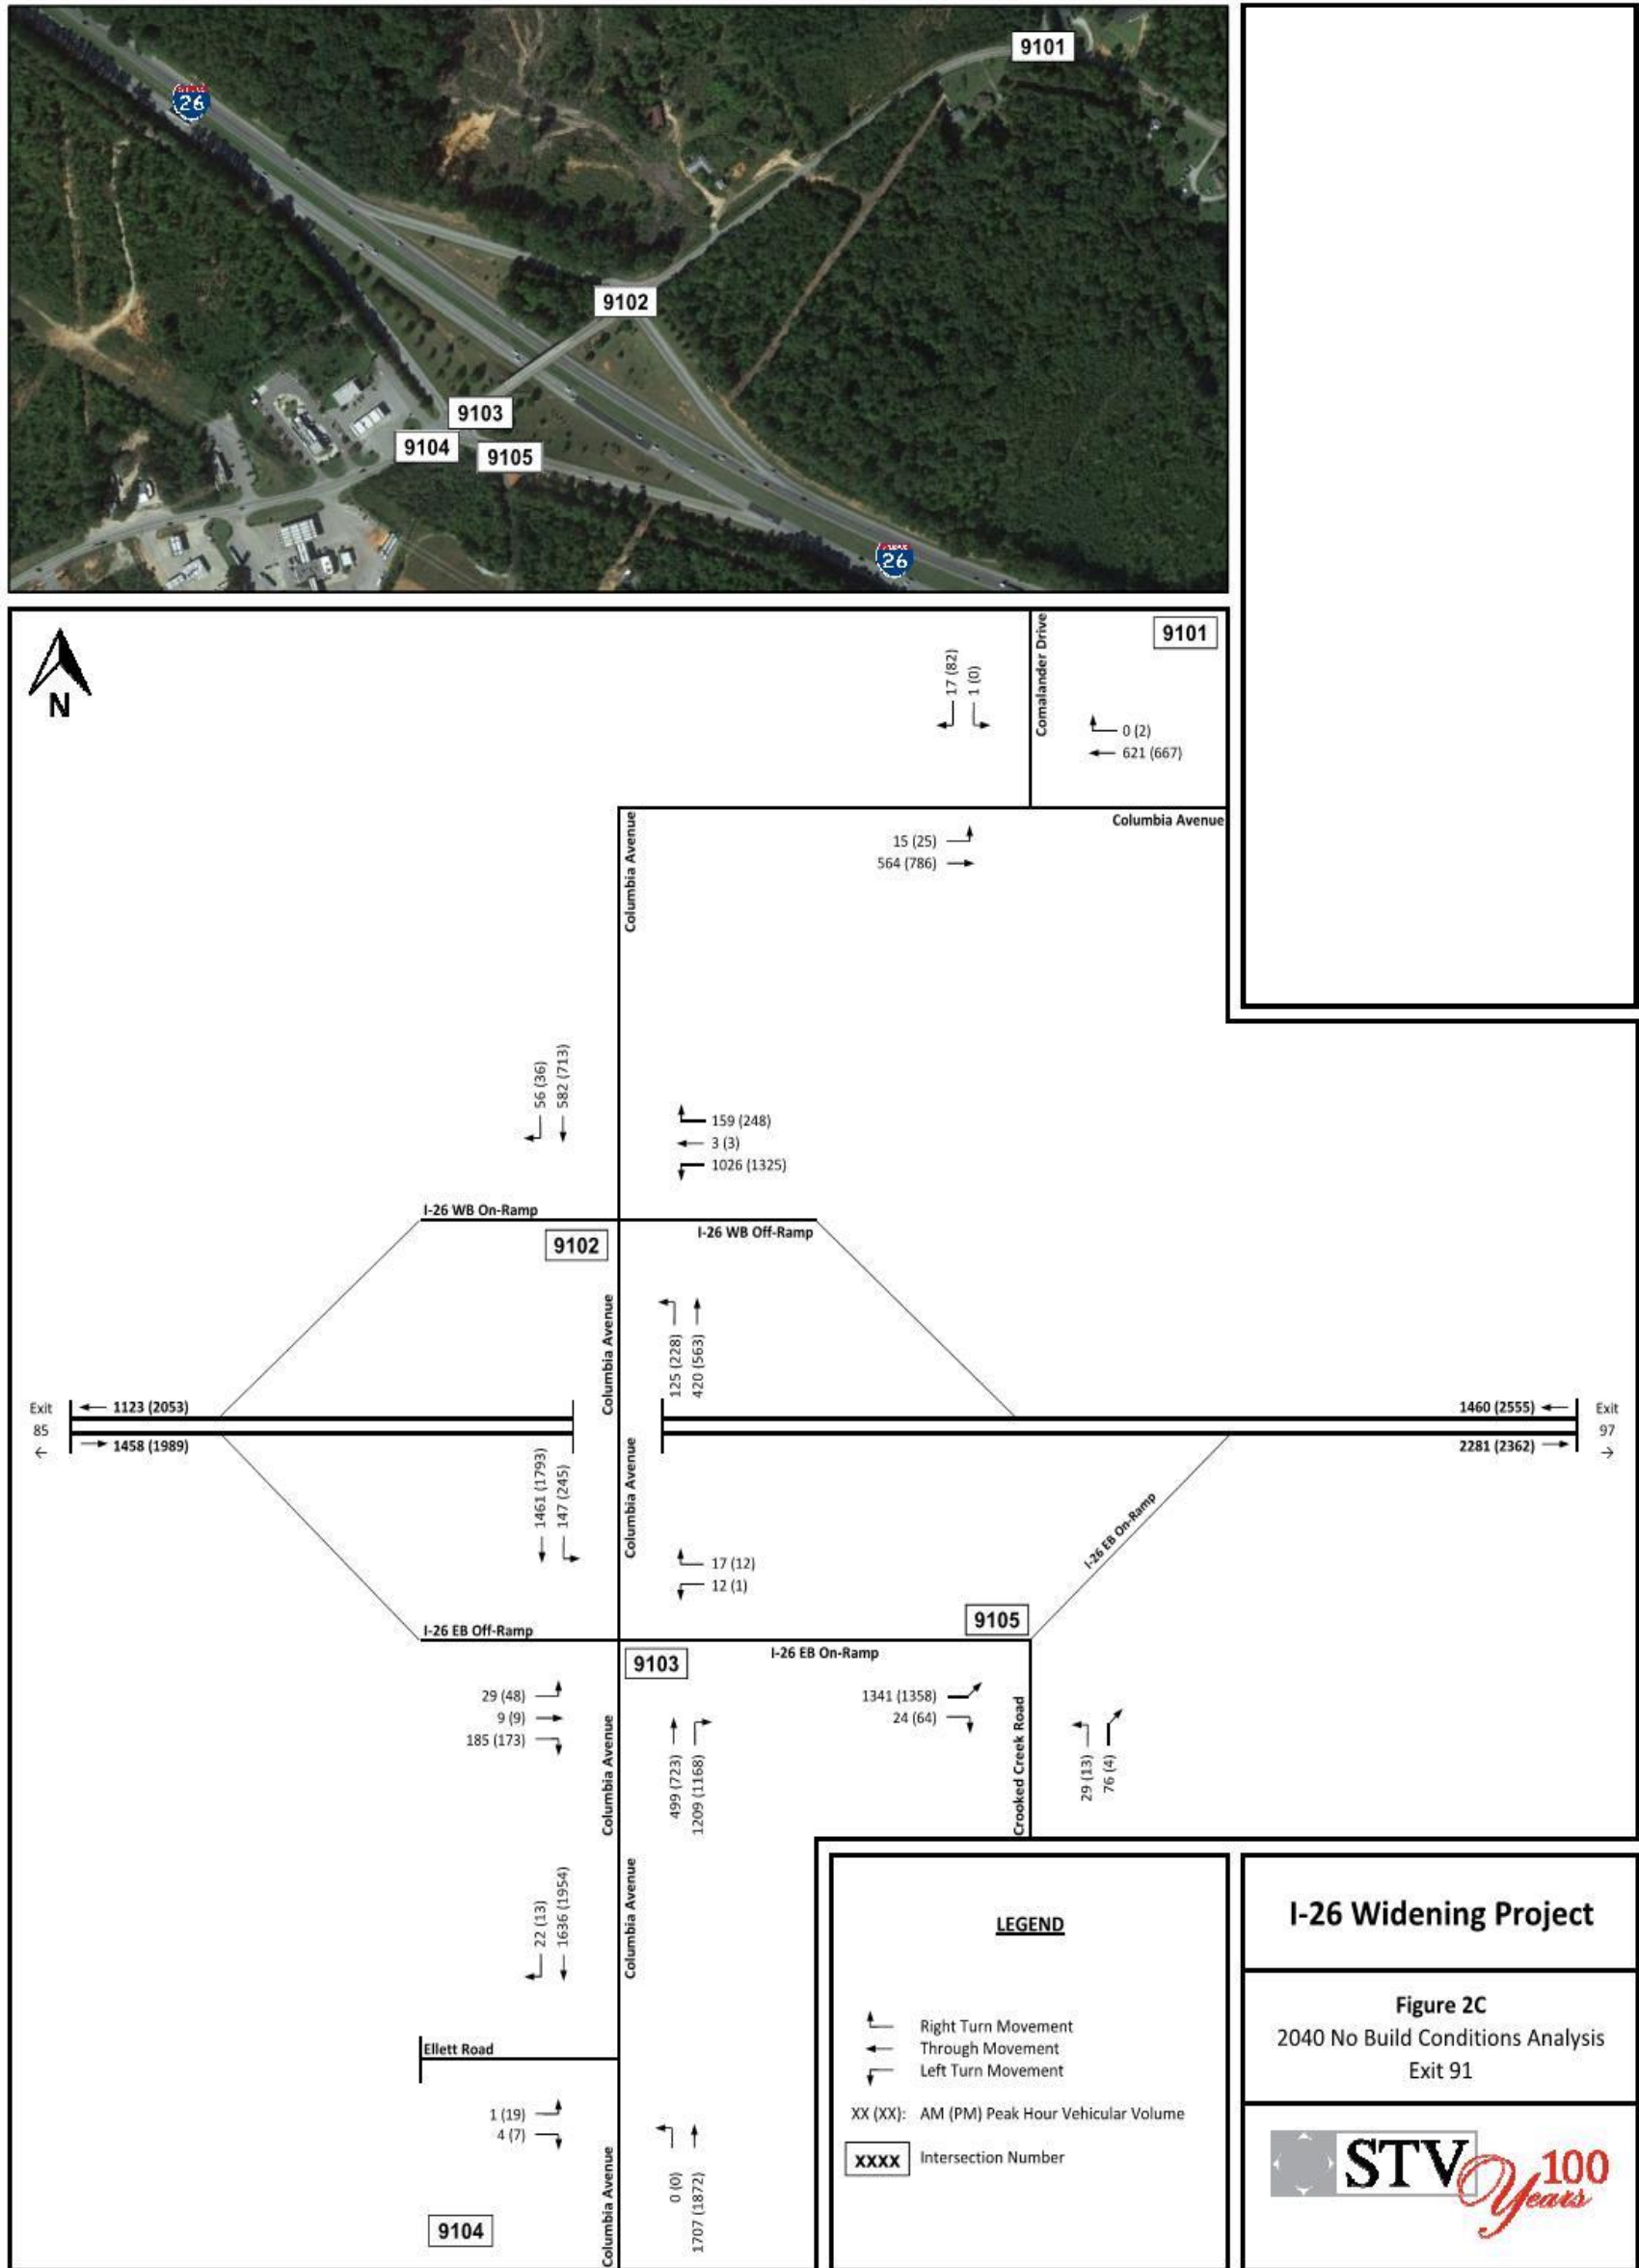 9101
26
9102
9103
9104
9105
26
N
9101
Comalander Drive
17 (82)
1 (0)
0 (2)
621 (667)
Columbia Avenue
15 (25)
564 (786)
Columbia Avenue
56 (36)
582 (713)
159 (248)
3 (3)
1026 (1325)
I-26 WB On-Ramp
9102
I-26 WB Off-Ramp
Columbia Avenue
125 (228)
420 (563)
Exit
85
←
1123 (2053)
1458 (1989)
1460 (2555)
2281 (2362)
Exit
97
→
1461 (1793)
147 (245)
Columbia Avenue
17 (12)
12 (1)
I-26 EB On-Ramp
I-26 EB Off-Ramp
9103
I-26 EB On-Ramp
9105
29 (48)
9 (9)
185 (173)
Columbia Avenue
499 (723)
1209 (1168)
1341 (1358)
24 (64)
Crooked Creek Road
29 (13)
76 (4)
22 (13)
1636 (1954)
Columbia Avenue
Ellett Road
1 (19)
4 (7)
9104
Columbia Avenue
0 (0)
1707 (1872)
LEGEND
Right Turn Movement
Through Movement
Left Turn Movement
XX (XX): AM (PM) Peak Hour Vehicular Volume
XXXX Intersection Number
I-26 Widening Project
Figure 2C
2040 No Build Conditions Analysis
Exit 91
STV 100
Years